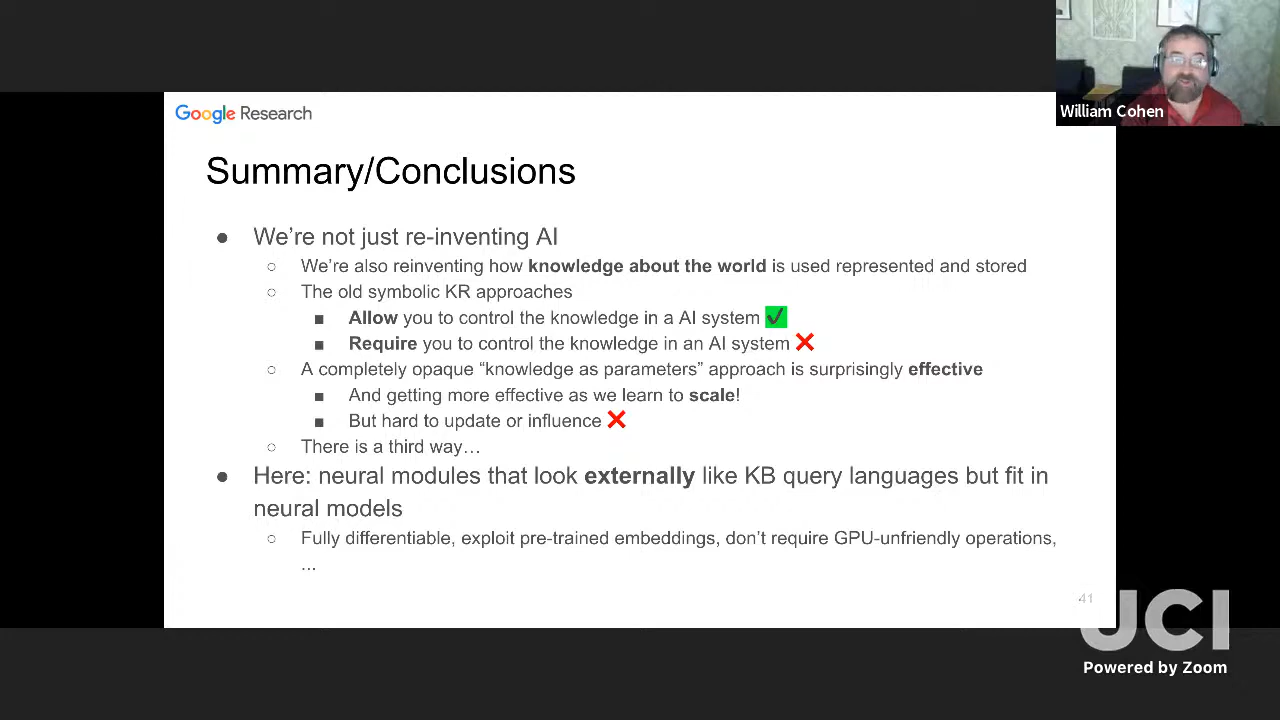 William Cohen
Google Research
Summary/Conclusions
● We’re not just re-inventing AI
○ We’re also reinventing how knowledge about the world is used represented and stored
○ The old symbolic KR approaches
■ Allow you to control the knowledge in a AI system ✔
■ Require you to control the knowledge in an AI system ❌
○ A completely opaque “knowledge as parameters” approach is surprisingly effective
■ And getting more effective as we learn to scale!
■ But hard to update or influence ❌
○ There is a third way…
● Here: neural modules that look externally like KB query languages but fit in
neural models
○ Fully differentiable, exploit pre-trained embeddings, don’t require GPU-unfriendly operations,
...
41
UCI
Powered by Zoom